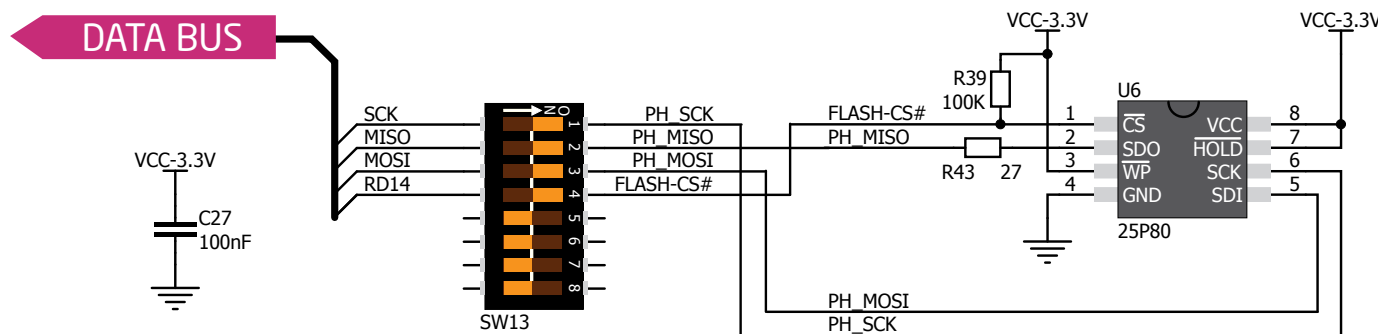 DATA BUS
VCC-3.3V
VCC-3.3V
R39
100K
U6
SCK
MISO
MOSI
RD14
ON
1
2
3
4
5
6
7
8
SW13
PH_SCK
PH_MISO
PH_MOSI
FLASH-CS#
FLASH-CS#
PH_MISO
R43 27
1
2
3
4
CS
SDO
WP
GND
VCC
HOLD
SCK
SDI
8
7
6
5
25P80
VCC-3.3V
C27
100nF
PH_MOSI
PH_SCK